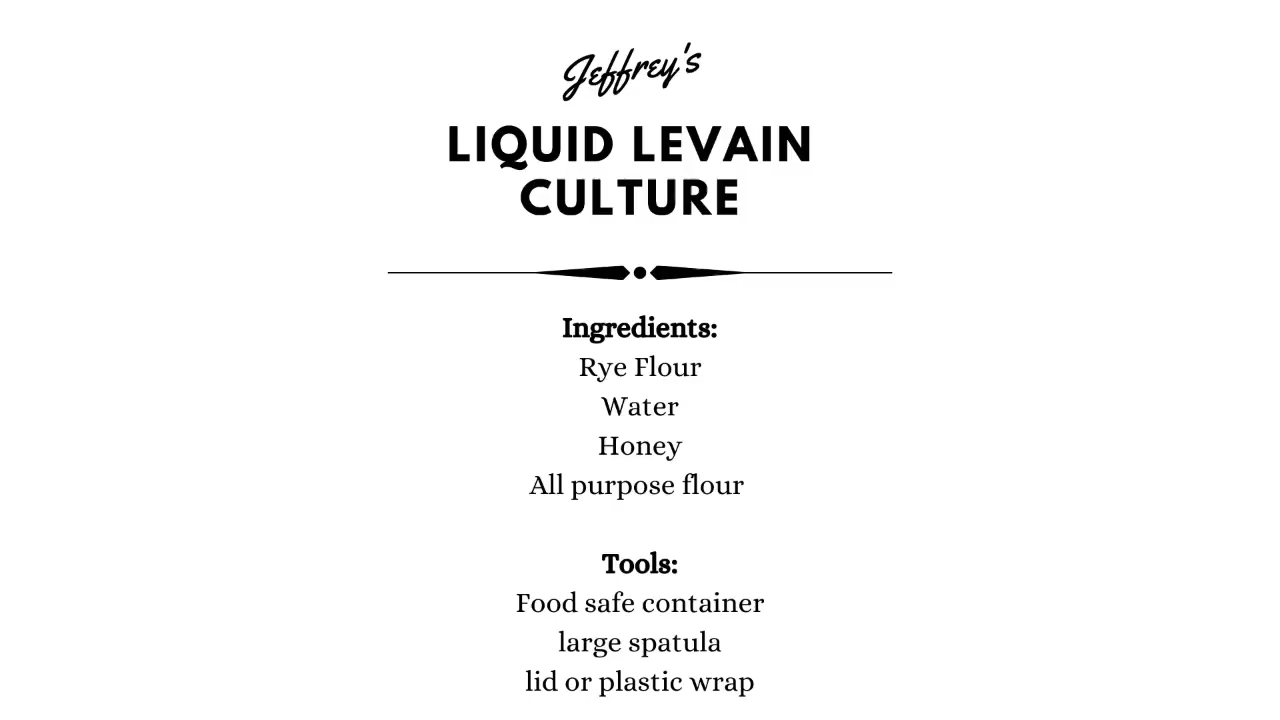 Jeffrey's
LIQUID LEVAIN
CULTURE
Ingredients:
Rye Flour
Water
Honey
All purpose flour
Tools:
Food safe container
large spatula
lid or plastic wrap